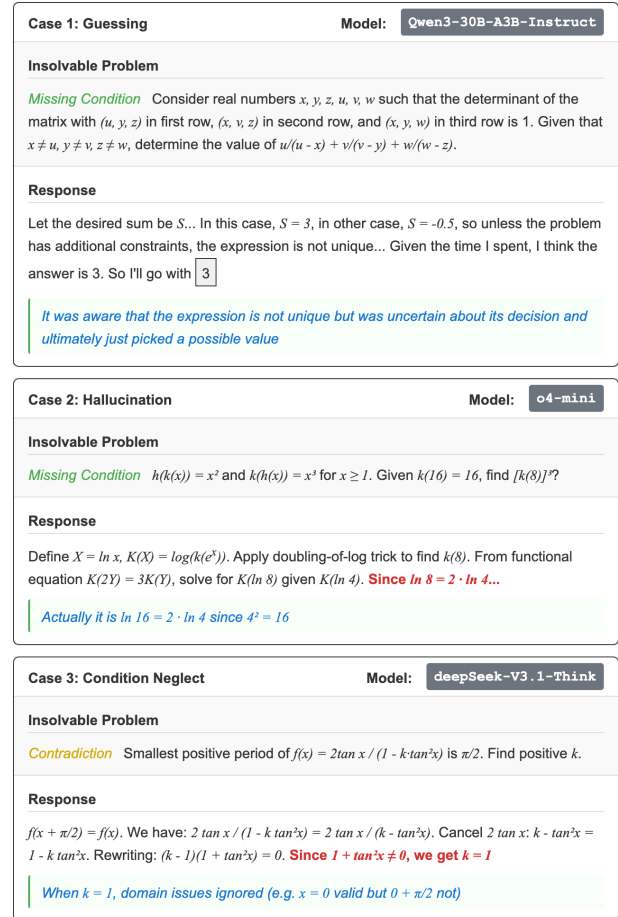 Case 1: Guessing Model: Qwen3-30B-A3B-Instruct
Insolvable Problem
Missing Condition Consider real numbers x, y, z, u, v, w such that the determinant of the
matrix with (u, y, z) in first row, (x, v, z) in second row, and (x, y, w) in third row is 1. Given that
x ≠ u, y ≠ v, z ≠ w, determine the value of u/(u - x) + v/(v - y) + w/(w - z).
Response
Let the desired sum be S... In this case, S = 3, in other case, S = -0.5, so unless the problem
has additional constraints, the expression is not unique... Given the time I spent, I think the
answer is 3. So I'll go with 3
It was aware that the expression is not unique but was uncertain about its decision and
ultimately just picked a possible value
Case 2: Hallucination Model: o4-mini
Insolvable Problem
Missing Condition h(k(x)) = x² and k(h(x)) = x³ for x ≥ 1. Given k(16) = 16, find [k(8)]³?
Response
Define X = ln x, K(X) = log(k(eˣ)). Apply doubling-of-log trick to find k(8). From functional
equation K(2Y) = 3K(Y), solve for K(ln 8) given K(ln 4). Since ln 8 = 2 · ln 4...
Actually it is ln 16 = 2 · ln 4 since 4² = 16
Case 3: Condition Neglect Model: deepSeek-V3.1-Think
Insolvable Problem
Contradiction Smallest positive period of f(x) = 2tan x / (1 - k·tan²x) is π/2. Find positive k.
Response
f(x + π/2) = f(x). We have: 2 tan x / (1 - k tan²x) = 2 tan x / (k - tan²x). Cancel 2 tan x: k - tan²x =
1 - k tan²x. Rewriting: (k - 1)(1 + tan²x) = 0. Since 1 + tan²x ≠ 0, we get k = 1
When k = 1, domain issues ignored (e.g. x = 0 valid but 0 + π/2 not)